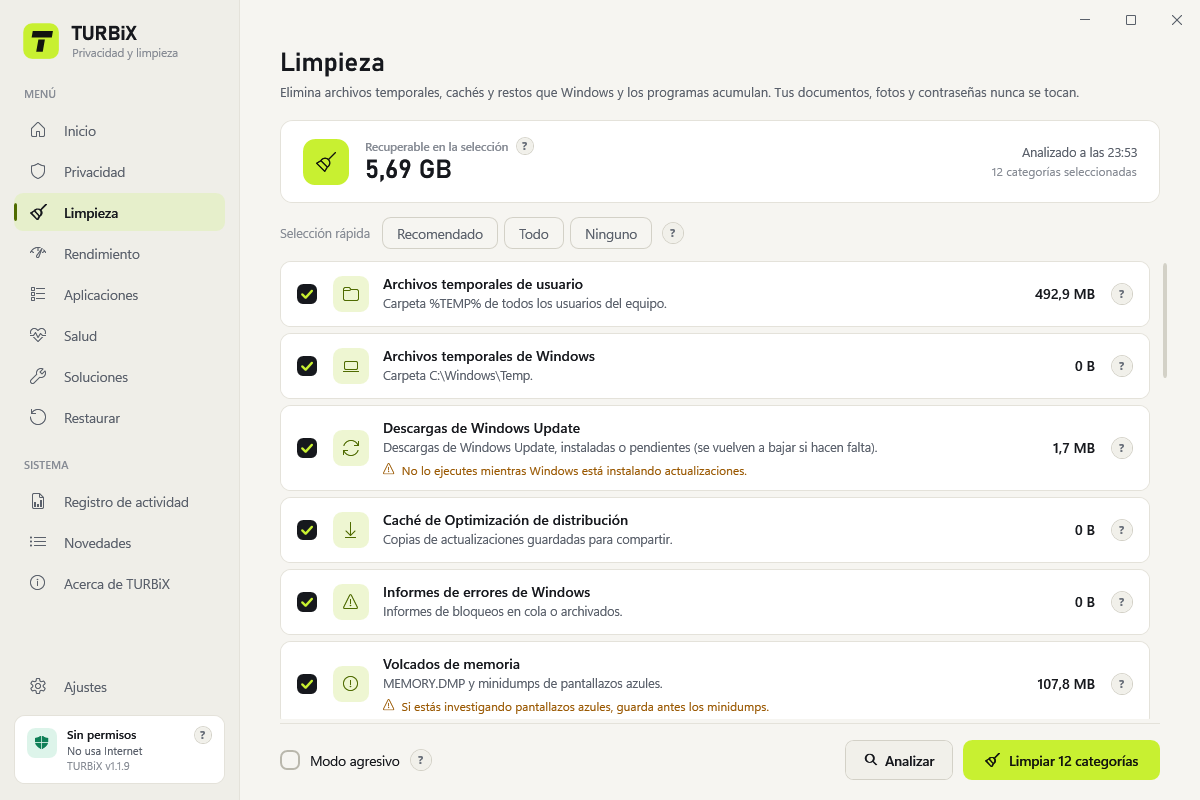 TURBiX
Privacidad y limpieza
MENÚ
Inicio
Privacidad
Limpieza
Rendimiento
Aplicaciones
Salud
Soluciones
Restaurar
SISTEMA
Registro de actividad
Novedades
Acerca de TURBiX
Ajustes
Sin permisos
?
No usa Internet
TURBiX v1.1.9
Limpieza
Elimina archivos temporales, cachés y restos que Windows y los programas acumulan. Tus documentos, fotos y contraseñas nunca se tocan.
Recuperable en la selección ?
5,69 GB
Analizado a las 23:53
12 categorías seleccionadas
Selección rápida Recomendado Todo Ninguno ?
Archivos temporales de usuario
Carpeta %TEMP% de todos los usuarios del equipo.
492,9 MB ?
Archivos temporales de Windows
Carpeta C:\Windows\Temp.
0 B ?
Descargas de Windows Update
Descargas de Windows Update, instaladas o pendientes (se vuelven a bajar si hacen falta).
No lo ejecutes mientras Windows está instalando actualizaciones.
1,7 MB ?
Caché de Optimización de distribución
Copias de actualizaciones guardadas para compartir.
0 B ?
Informes de errores de Windows
Informes de bloqueos en cola o archivados.
0 B ?
Volcados de memoria
MEMORY.DMP y minidumps de pantallazos azules.
Si estás investigando pantallazos azules, guarda antes los minidumps.
107,8 MB ?
Modo agresivo ?
Analizar
Limpiar 12 categorías